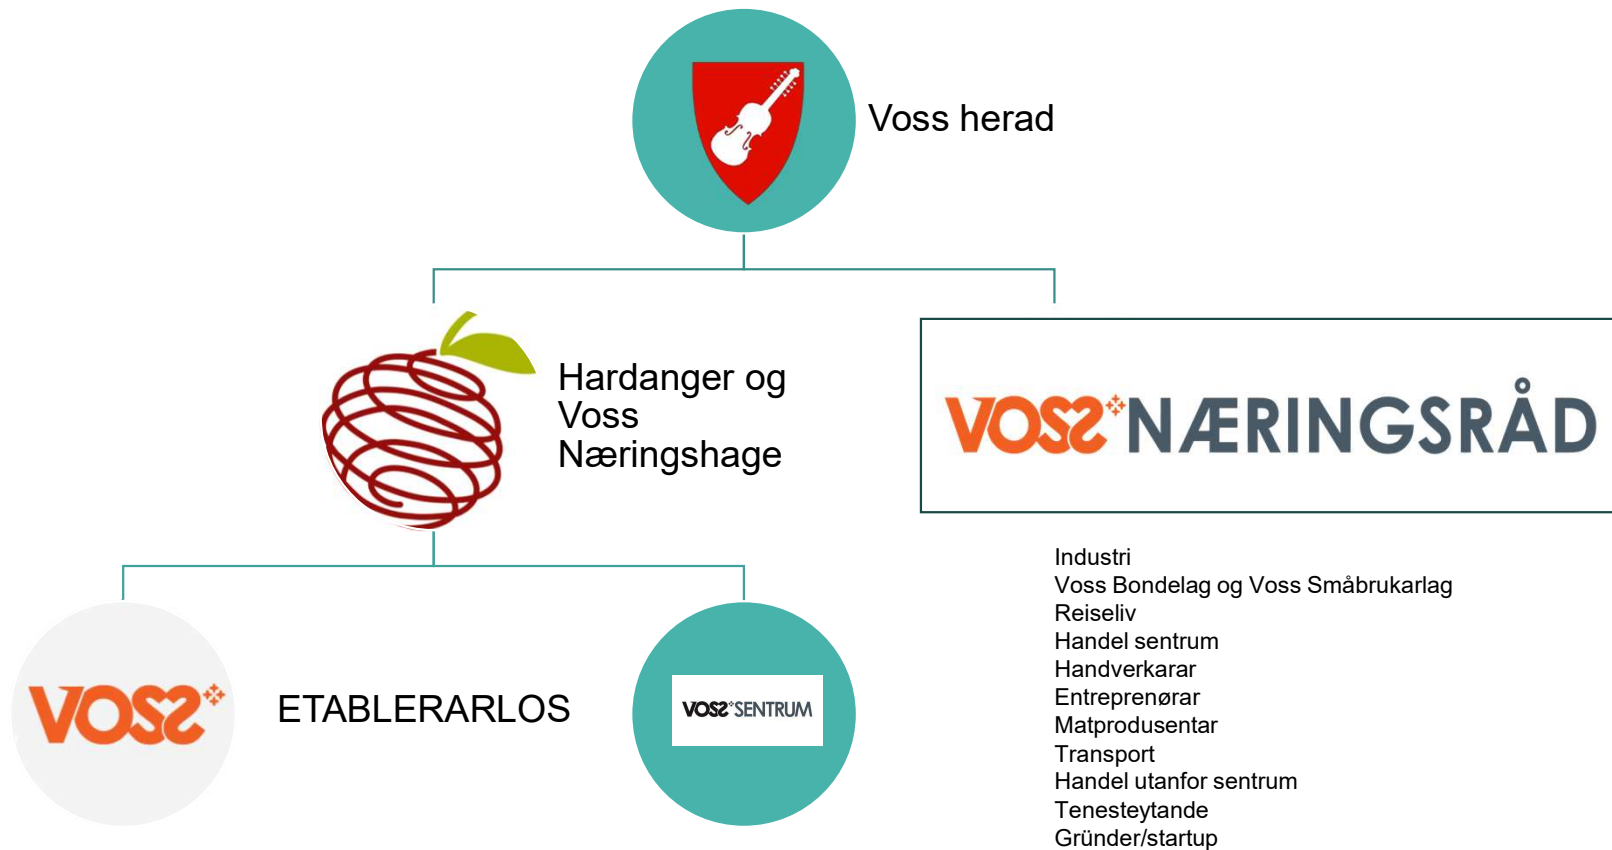 Voss herad
Hardanger og
Voss
Næringshage
VOSS NÆRINGSRÅD
VOSS
ETABLERARLOS
VOSS SENTRUM
Industri
Voss Bondelag og Voss Småbrukarlag
Reiseliv
Handel sentrum
Handverkarar
Entreprenørar
Matprodusentar
Transport
Handel utanfor sentrum
Tenesteytande
Gründer/startup